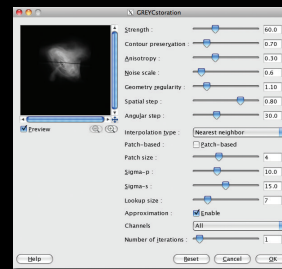 GREYCstoration
Strength : 60.0
Contour preservation : 0.70
Anisotropy : 0.30
Noise scale : 0.6
Geometry regularity : 1.10
Spatial step : 0.80
Angular step : 30.0
Preview
Interpolation type : Nearest neighbor
Patch-based : Patch-based
Patch size : 4
Sigma-p : 10.0
Sigma-s : 15.0
Lookup size : 7
Approximation : Enable
Channels All
Number of iterations : 1
Help Reset Cancel OK